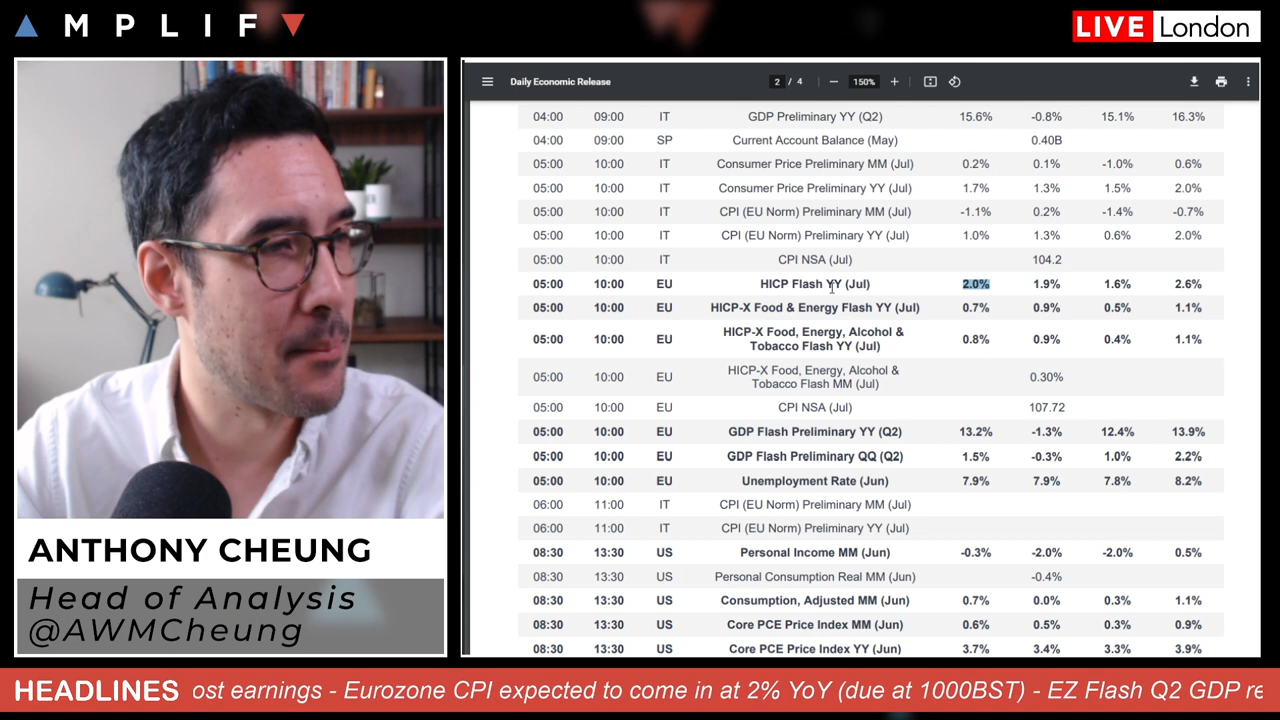 AMPLIFY
LIVE London
Daily Economic Release
2 / 4
150%
04:00 09:00 IT GDP Preliminary YY (Q2) 15.6% -0.8% 15.1% 16.3%
04:00 09:00 SP Current Account Balance (May) 0.40B
05:00 10:00 IT Consumer Price Preliminary MM (Jul) 0.2% 0.1% -1.0% 0.6%
05:00 10:00 IT Consumer Price Preliminary YY (Jul) 1.7% 1.3% 1.5% 2.0%
05:00 10:00 IT CPI (EU Norm) Preliminary MM (Jul) -1.1% 0.2% -1.4% -0.7%
05:00 10:00 IT CPI (EU Norm) Preliminary YY (Jul) 1.0% 1.3% 0.6% 2.0%
05:00 10:00 IT CPI NSA (Jul) 104.2
05:00 10:00 EU HICP Flash YY (Jul) 2.0% 1.9% 1.6% 2.6%
05:00 10:00 EU HICP-X Food & Energy Flash YY (Jul) 0.7% 0.9% 0.5% 1.1%
05:00 10:00 EU HICP-X Food, Energy, Alcohol &
Tobacco Flash YY (Jul) 0.8% 0.9% 0.4% 1.1%
05:00 10:00 EU HICP-X Food, Energy, Alcohol &
Tobacco Flash MM (Jul) 0.30%
05:00 10:00 EU CPI NSA (Jul) 107.72
05:00 10:00 EU GDP Flash Preliminary YY (Q2) 13.2% -1.3% 12.4% 13.9%
05:00 10:00 EU GDP Flash Preliminary QQ (Q2) 1.5% -0.3% 1.0% 2.2%
05:00 10:00 EU Unemployment Rate (Jun) 7.9% 7.9% 7.8% 8.2%
06:00 11:00 IT CPI (EU Norm) Preliminary MM (Jul)
06:00 11:00 IT CPI (EU Norm) Preliminary YY (Jul)
08:30 13:30 US Personal Income MM (Jun) -0.3% -2.0% -2.0% 0.5%
08:30 13:30 US Personal Consumption Real MM (Jun) -0.4%
08:30 13:30 US Consumption, Adjusted MM (Jun) 0.7% 0.0% 0.3% 1.1%
08:30 13:30 US Core PCE Price Index MM (Jun) 0.6% 0.5% 0.3% 0.9%
08:30 13:30 US Core PCE Price Index YY (Jun) 3.7% 3.4% 3.3% 3.9%
ANTHONY CHEUNG
Head of Analysis
@AWMCheung
HEADLINES ost earnings - Eurozone CPI expected to come in at 2% YoY (due at 1000BST) - EZ Flash Q2 GDP re